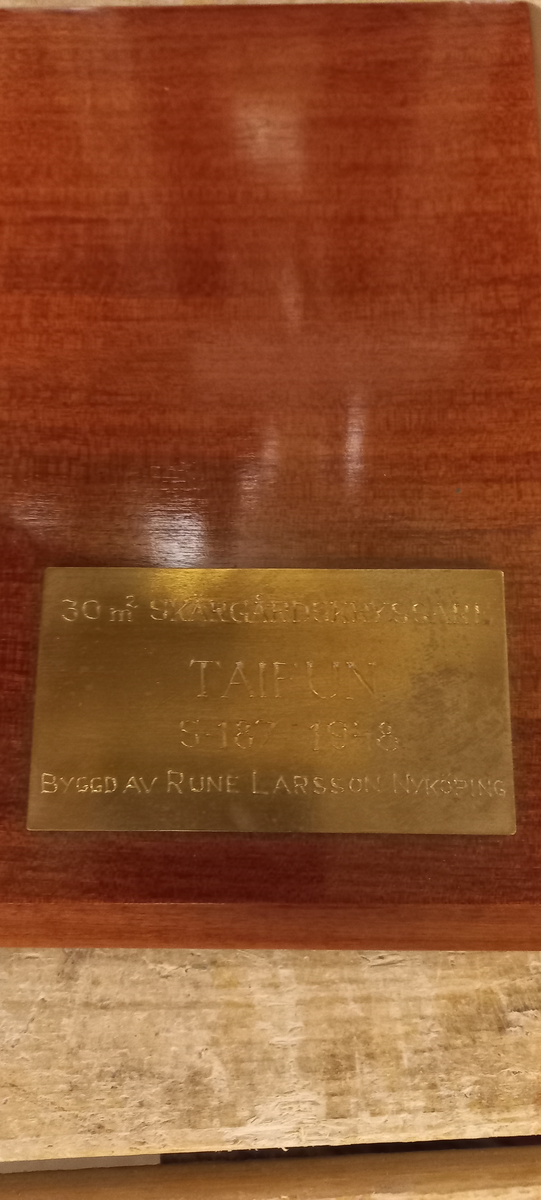 30 m² SKÄRGÅRDSKRYSSARE
TAIFUN
S-187 1948
BYGGD AV RUNE LARSSON NYKÖPING